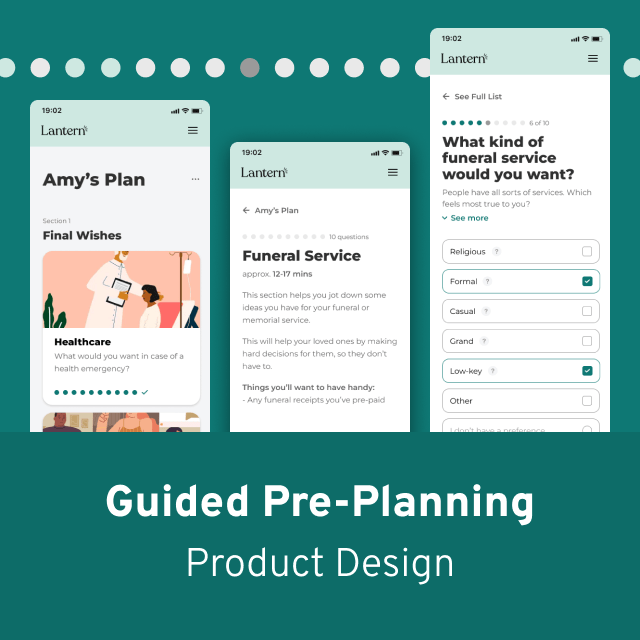 19:02
Lantern
Amy’s Plan
Section 1
Final Wishes
Healthcare
What would you want in case of a
health emergency?
19:02
Lantern
Amy’s Plan
10 questions
Funeral Service
approx. 12-17 mins
This section helps you jot down some
ideas you have for your funeral or
memorial service.
This will help your loved ones by making
hard decisions for them, so they don’t
have to.
Things you’ll want to have handy:
- Any funeral receipts you’ve pre-paid
19:02
Lantern
See Full List
6 of 10
What kind of
funeral service
would you want?
People have all sorts of services. Which
feels most true to you?
See more
Religious ?
Formal ?
Casual ?
Grand ?
Low-key ?
Other
I don’t have a preference
Guided Pre-Planning
Product Design